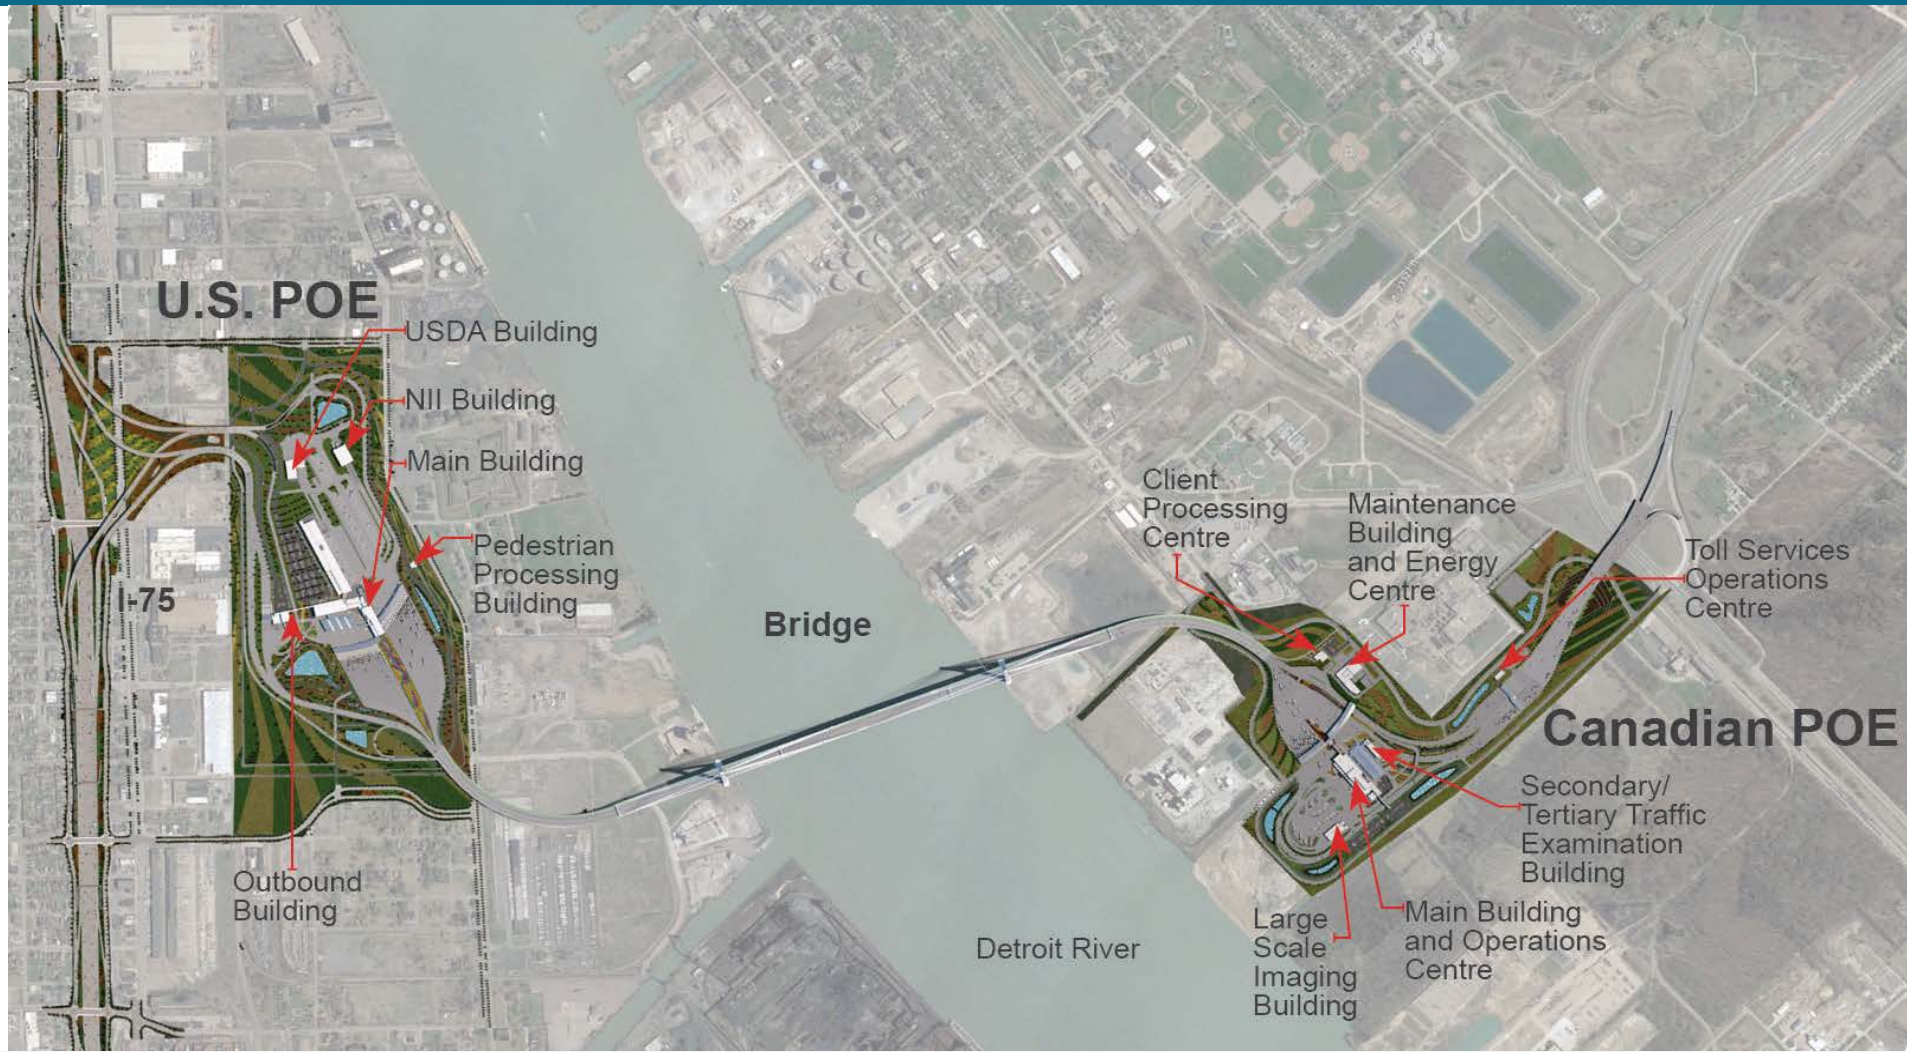 U.S. POE
USDA Building
NII Building
Main Building
Pedestrian
Processing
Building
I-75
Outbound
Building
Bridge
Detroit River
Client
Processing
Centre
Maintenance
Building
and Energy
Centre
Toll Services
Operations
Centre
Canadian POE
Secondary/
Tertiary Traffic
Examination
Building
Main Building
and Operations
Centre
Large
Scale
Imaging
Building